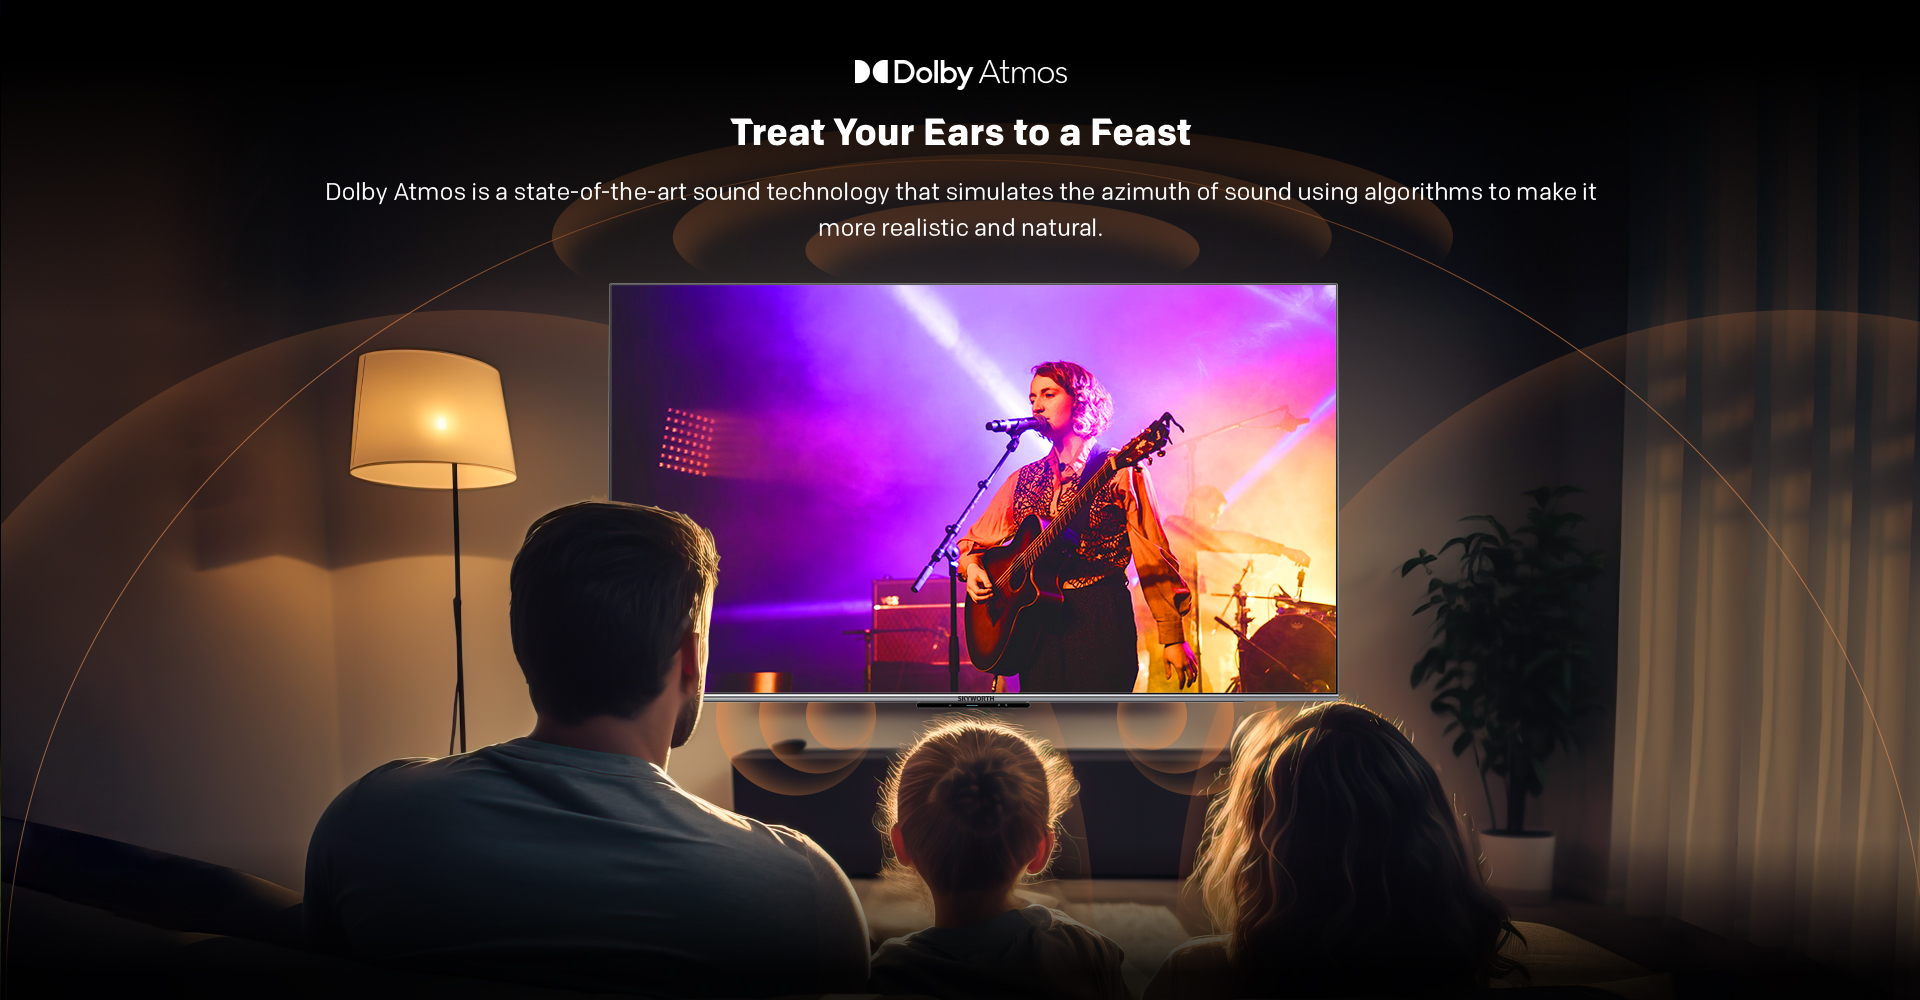 Dolby Atmos
Treat Your Ears to a Feast
Dolby Atmos is a state-of-the-art sound technology that simulates the azimuth of sound using algorithms to make it
more realistic and natural.
SKYWORTH